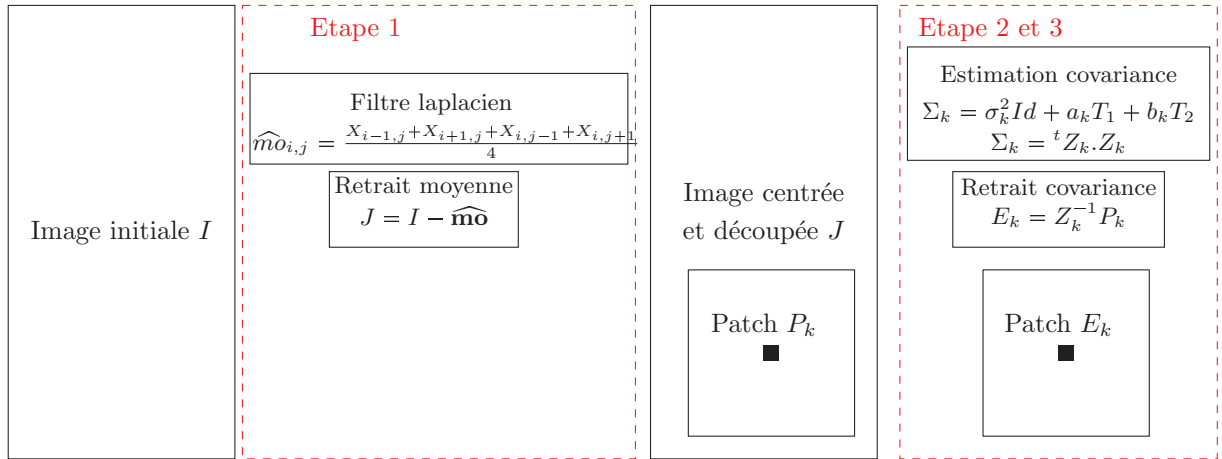 Etape 1
Filtre laplacien
$\widehat{mo}_{i,j} = \frac{X_{i-1,j}+X_{i+1,j}+X_{i,j-1}+X_{i,j+1}}{4}$
Retrait moyenne
$J = I - \widehat{\mathbf{mo}}$
Image initiale $I$
Image centrée
et découpée $J$
Patch $P_k$
Etape 2 et 3
Estimation covariance
$\Sigma_k = \sigma_k^2 Id + a_k T_1 + b_k T_2$
$\Sigma_k = {}^t Z_k . Z_k$
Retrait covariance
$E_k = Z_k^{-1} P_k$
Patch $E_k$